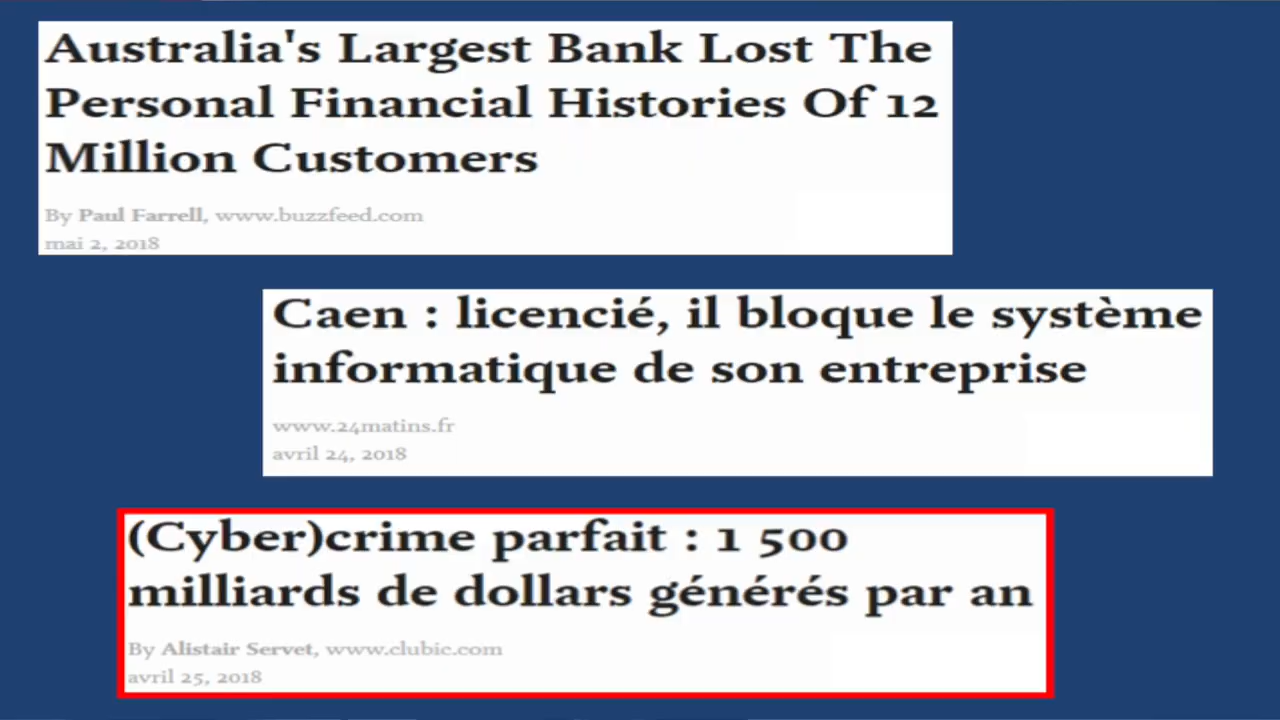 Australia's Largest Bank Lost The
Personal Financial Histories Of 12
Million Customers
By Paul Farrell, www.buzzfeed.com
mai 2, 2018
Caen : licencié, il bloque le système
informatique de son entreprise
www.24matins.fr
avril 24, 2018
(Cyber)crime parfait : 1 500
milliards de dollars générés par an
By Alistair Servet, www.clubic.com
avril 25, 2018